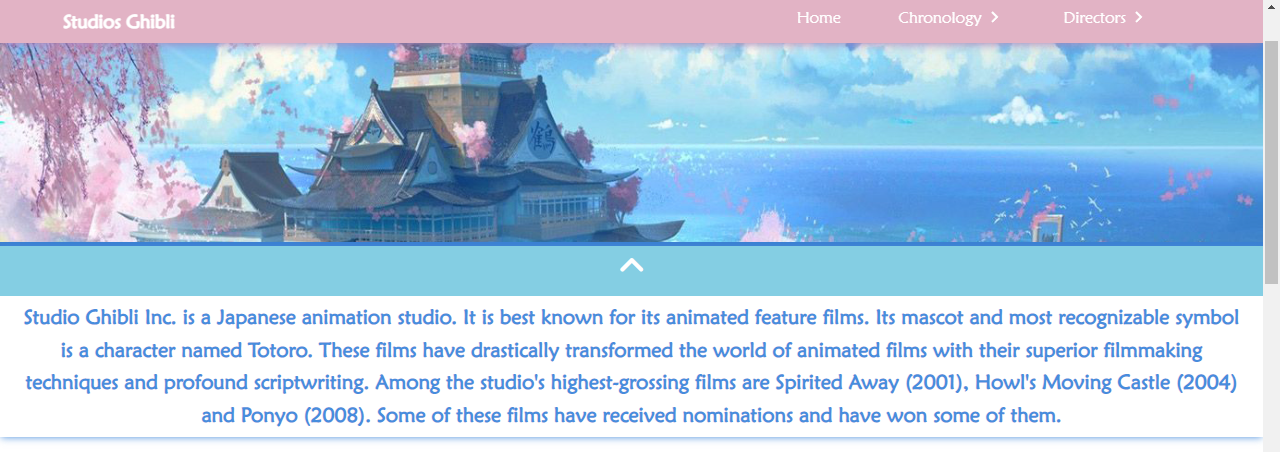 Studios Ghibli
Home Chronology Directors
鶴
Studio Ghibli Inc. is a Japanese animation studio. It is best known for its animated feature films. Its mascot and most recognizable symbol
is a character named Totoro. These films have drastically transformed the world of animated films with their superior filmmaking
techniques and profound scriptwriting. Among the studio's highest-grossing films are Spirited Away (2001), Howl's Moving Castle (2004)
and Ponyo (2008). Some of these films have received nominations and have won some of them.